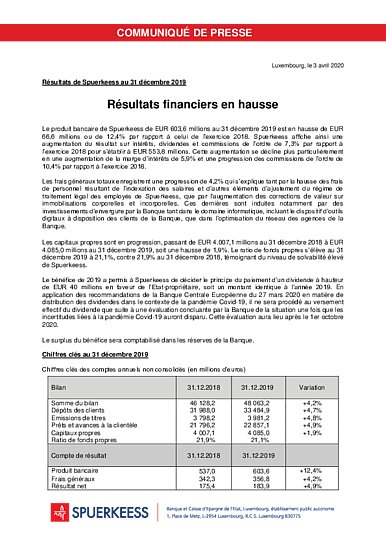 COMMUNIQUÉ DE PRESSE
Luxembourg, le 3 avril 2020
Résultats de Spuerkeess au 31 décembre 2019
Résultats financiers en hausse
Le produit bancaire de Spuerkeess de EUR 603,6 millions au 31 décembre 2019 est en hausse de EUR
66,6 millions ou de 12,4% par rapport à celui de l'exercice 2018. Spuerkeess affiche ainsi une
augmentation du résultat sur intérêts, dividendes et commissions de l'ordre de 7,3% par rapport à
l'exercice 2018 pour s'établir à EUR 553,8 millions. Cette augmentation se décline plus particulièrement
en une augmentation de la marge d'intérêts de 5,9% et une progression des commissions de l'ordre de
10,4% par rapport à l'exercice 2018.
Les frais généraux totaux enregistrent une progression de 4,2% qui s'explique tant par la hausse des frais
de personnel résultant de l'indexation des salaires et d'autres éléments d'ajustement du régime de
traitement légal des employés de Spuerkeess, que par l'augmentation des corrections de valeur sur
immobilisations corporelles et incorporelles. Ces dernières sont induites notamment par des
investissements d'envergure par la Banque tant dans le domaine informatique, incluant le dispositif d'outils
digitaux à disposition des clients de la Banque, que dans l'optimisation du réseau des agences de la
Banque.
Les capitaux propres sont en progression, passant de EUR 4.007,1 millions au 31 décembre 2018 à EUR
4.085,0 millions au 31 décembre 2019, soit une hausse de 1,9%. Le ratio de fonds propres s'élève au 31
décembre 2019 à 21,1%, contre 21,9% au 31 décembre 2018, témoignant du niveau de solvabilité élevé
de Spuerkeess.
Le bénéfice de 2019 a permis à Spuerkeess de décider le principe du paiement d'un dividende à hauteur
de EUR 40 millions en faveur de l'Etat-propriétaire, soit un montant identique à l'année 2019. En
application des recommandations de la Banque Centrale Européenne du 27 mars 2020 en matière de
distribution des dividendes dans le contexte de la pandémie Covid-19, il ne sera procédé au versement
effectif du dividende que suite à une évaluation concluante par la Banque de la situation une fois que les
incertitudes liées à la pandémie Covid-19 auront disparu. Cette évaluation aura lieu après le 1er octobre
2020.
Le surplus du bénéfice sera comptabilisé dans les réserves de la Banque.
Chiffres clés au 31 décembre 2019
Chiffres clés des comptes annuels non consolidés (en millions d'euros)
Bilan 31.12.2018 31.12.2019 Variation
Somme du bilan 46 128,2 48 063,2 +4,2%
Dépôts des clients 31 988,0 33 484,9 +4,7%
Emissions de titres 3 798,2 3 981,2 +4,8%
Prêts et avances à la clientèle 21 796,2 22 857,1 +4,9%
Capitaux propres 4 007,1 4 085,0 +1,9%
Ratio de fonds propres 21,9% 21,1%
Compte de résultat 31.12.2018 31.12.2019
Produit bancaire 537,0 603,6 +12,4%
Frais généraux 342,3 356,8 +4,2%
Résultat net 175,4 183,9 +4,9%
SPUERKEESS
Banque et Caisse d'Epargne de l'Etat, Luxembourg, établissement public autonome
1, Place de Metz, L-2954 Luxembourg, R.C.S. Luxembourg B30775